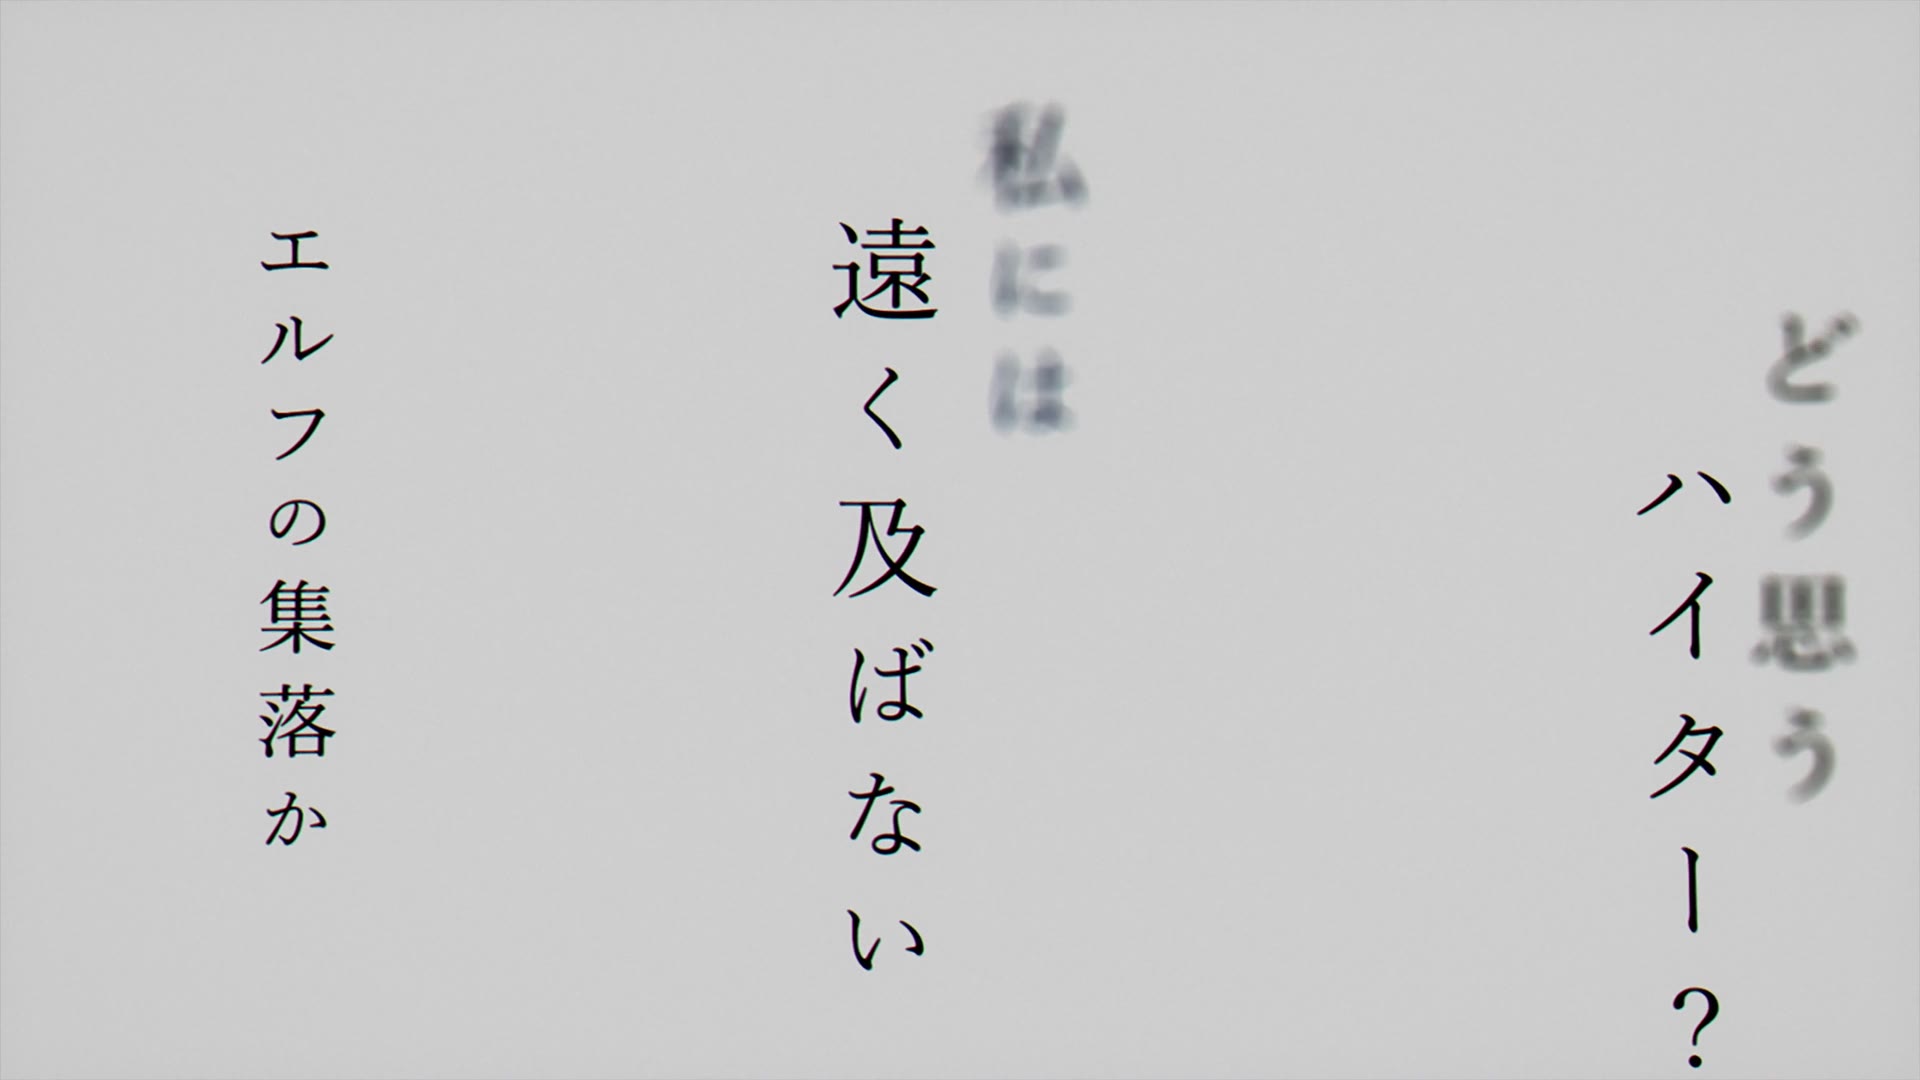 どう思う
ハイター？
私には
遠く及ばない
エルフの集落か